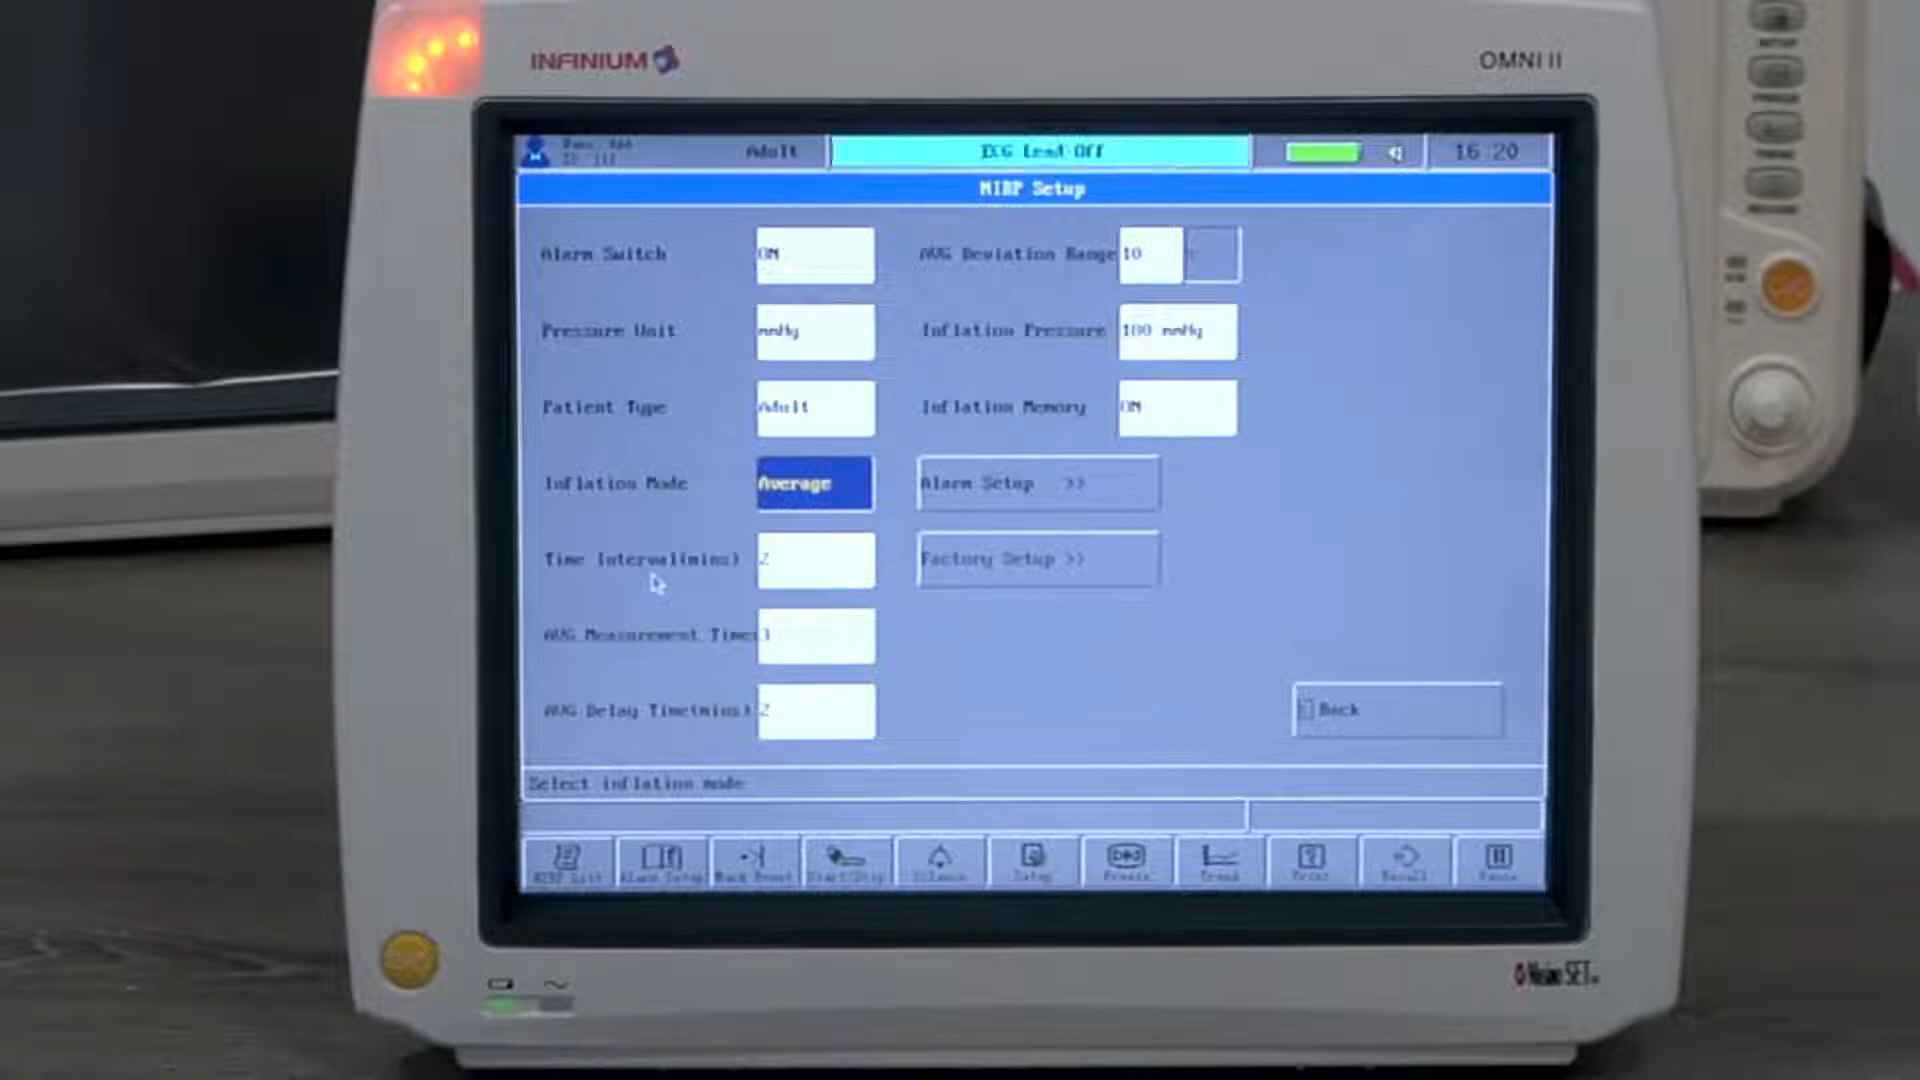 INFINIUM
OMNI II
Adult
ECG Lead Off
16:20
NIBP Setup
Alarm Switch ON
AVG Deviation Range 10
Pressure Unit mmHg
Inflation Pressure 180 mmHg
Patient Type Adult
Inflation Memory ON
Inflation Mode Average
Alarm Setup >>
Time Interval(mins) 2
Factory Setup >>
AVG Measurement Times 3
AVG Delay Time(mins) 2
Back
Select inflation mode
NIBP List Alarm Setup Mark Event Start/Stop Silence Setup Freeze Trend Print Recall Pause
Masimo SET